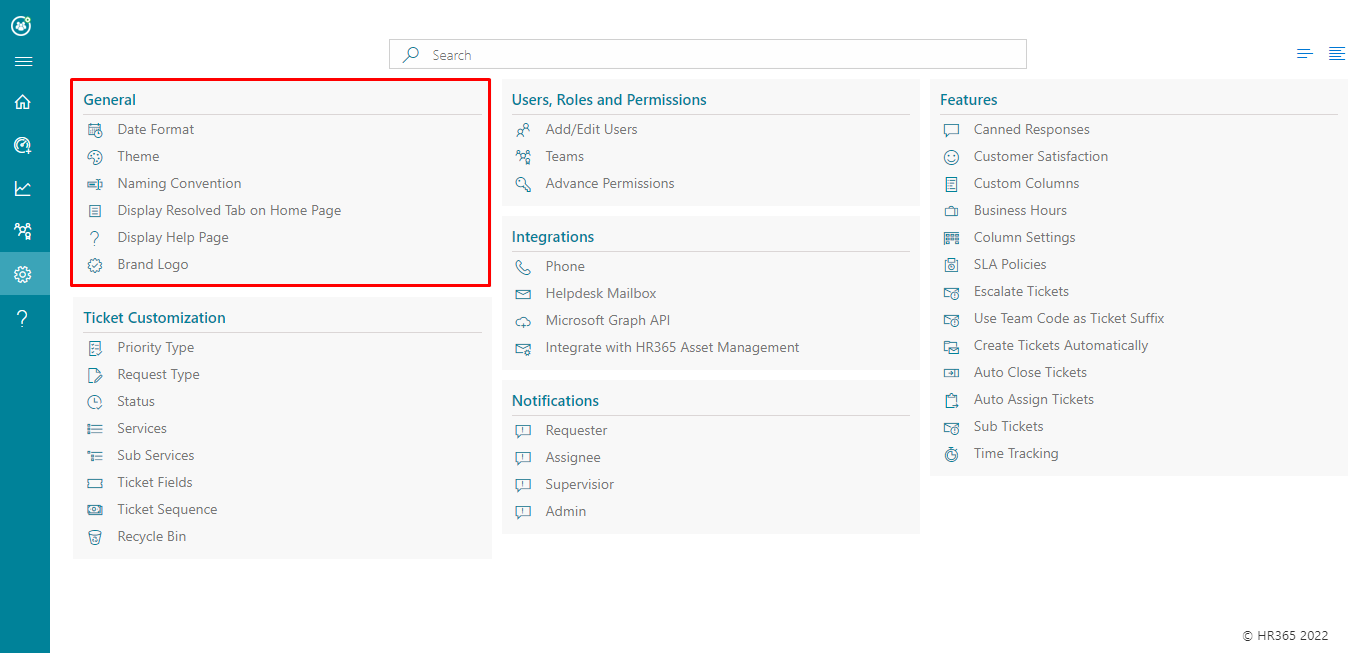 Search
General
Date Format
Theme
Naming Convention
Display Resolved Tab on Home Page
Display Help Page
Brand Logo
Ticket Customization
Priority Type
Request Type
Status
Services
Sub Services
Ticket Fields
Ticket Sequence
Recycle Bin
Users, Roles and Permissions
Add/Edit Users
Teams
Advance Permissions
Integrations
Phone
Helpdesk Mailbox
Microsoft Graph API
Integrate with HR365 Asset Management
Notifications
Requester
Assignee
Supervisior
Admin
Features
Canned Responses
Customer Satisfaction
Custom Columns
Business Hours
Column Settings
SLA Policies
Escalate Tickets
Use Team Code as Ticket Suffix
Create Tickets Automatically
Auto Close Tickets
Auto Assign Tickets
Sub Tickets
Time Tracking
© HR365 2022